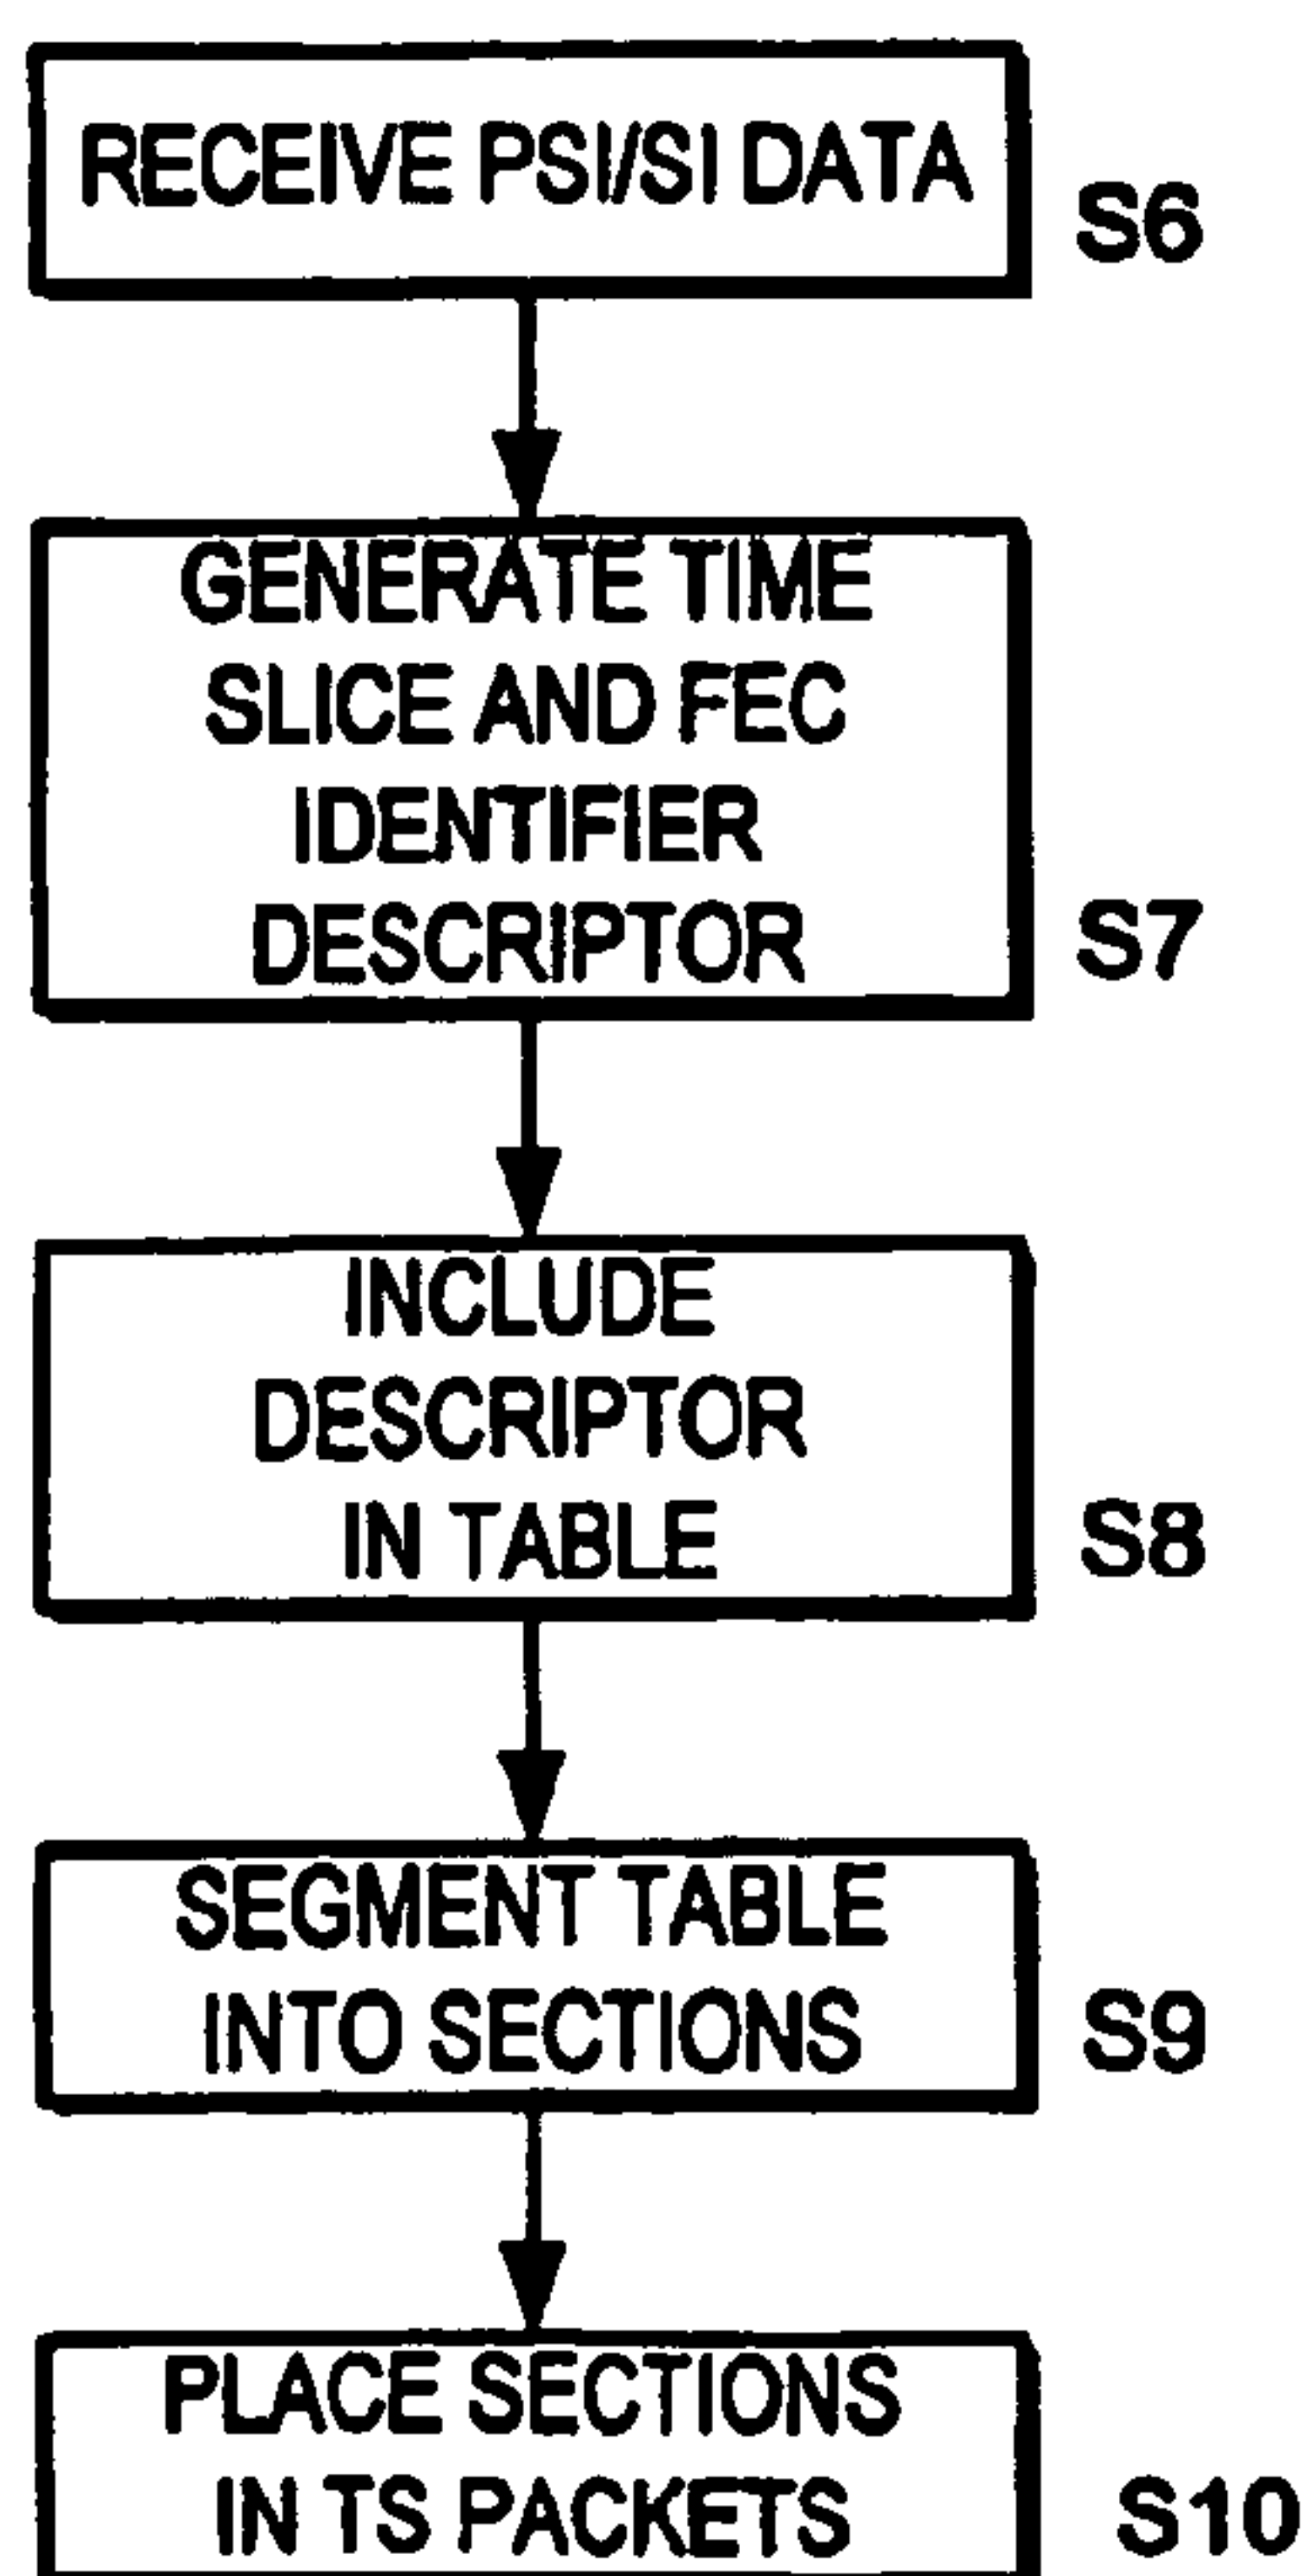 RECEIVE PSI/SI DATA
S6
GENERATE TIME
SLICE AND FEC
IDENTIFIER
DESCRIPTOR
S7
INCLUDE
DESCRIPTOR
IN TABLE
S8
SEGMENT TABLE
INTO SECTIONS
S9
PLACE SECTIONS
IN TS PACKETS
S10